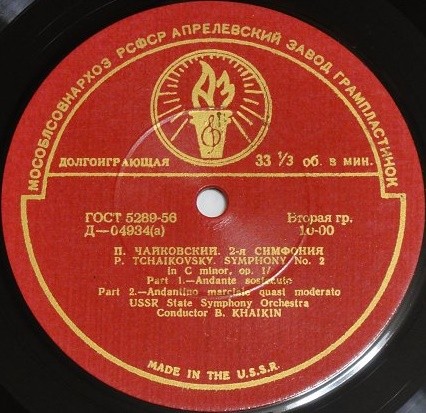 МОСОБЛСОВНАРХОЗ РСФСР АПРЕЛЕВСКИЙ ЗАВОД ГРАМПЛАСТИНОК
АЗ
ДОЛГОИГРАЮЩАЯ 33 ⅓ об. в мин.
ГОСТ 5289-56 Вторая гр.
Д—04934(а) 10-00
П. ЧАЙКОВСКИЙ. 2-я СИМФОНИЯ
P. TCHAIKOVSKY. SYMPHONY No. 2
in C minor, op. 17
Part 1.—Andante sostenuto
Part 2.—Andantino marciale quasi moderato
USSR State Symphony Orchestra
Conductor B. KHAIKIN
MADE IN THE U.S.S.R.